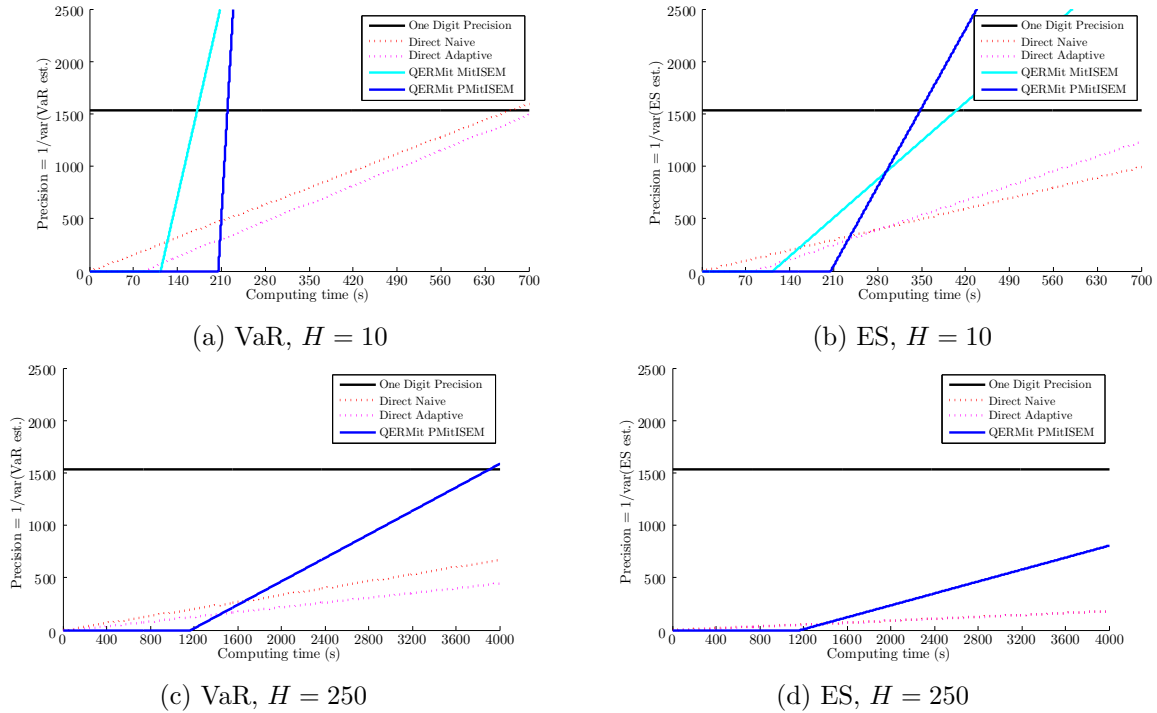 2500
2000
1500
1000
500
0
Precision = 1/var(VaR est.)
One Digit Precision
Direct Naive
Direct Adaptive
QERMit MitISEM
QERMit PMitISEM
0 70 140 210 280 350 420 490 560 630 700
Computing time (s)
(a) VaR, H = 10
2500
2000
1500
1000
500
0
Precision = 1/var(ES est.)
One Digit Precision
Direct Naive
Direct Adaptive
QERMit MitISEM
QERMit PMitISEM
0 70 140 210 280 350 420 490 560 630 700
Computing time (s)
(b) ES, H = 10
2500
2000
1500
1000
500
0
Precision = 1/var(VaR est.)
One Digit Precision
Direct Naive
Direct Adaptive
QERMit PMitISEM
0 400 800 1200 1600 2000 2400 2800 3200 3600 4000
Computing time (s)
(c) VaR, H = 250
2500
2000
1500
1000
500
0
Precision = 1/var(ES est.)
One Digit Precision
Direct Naive
Direct Adaptive
QERMit PMitISEM
0 400 800 1200 1600 2000 2400 2800 3200 3600 4000
Computing time (s)
(d) ES, H = 250